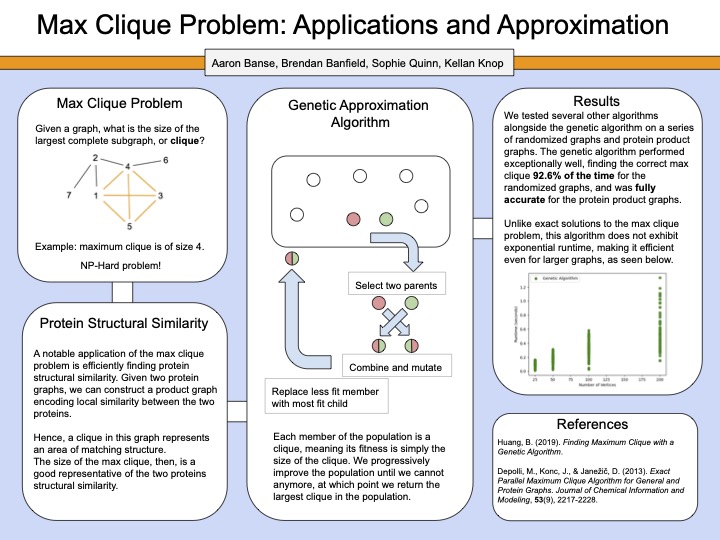 Max Clique Problem: Applications and Approximation
Aaron Banse, Brendan Banfield, Sophie Quinn, Kellan Knop
Max Clique Problem
Given a graph, what is the size of the
largest complete subgraph, or clique?
2
4
6
7
1
3
5
Example: maximum clique is of size 4.
NP-Hard problem!
Protein Structural Similarity
A notable application of the max clique
problem is efficiently finding protein
structural similarity. Given two protein
graphs, we can construct a product graph
encoding local similarity between the two
proteins.
Hence, a clique in this graph represents
an area of matching structure.
The size of the max clique, then, is a
good representative of the two proteins
structural similarity.
Genetic Approximation
Algorithm
Select two parents
Combine and mutate
Replace less fit member
with most fit child
Each member of the population is a
clique, meaning its fitness is simply the
size of the clique. We progressively
improve the population until we cannot
anymore, at which point we return the
largest clique in the population.
Results
We tested several other algorithms
alongside the genetic algorithm on a series
of randomized graphs and protein product
graphs. The genetic algorithm performed
exceptionally well, finding the correct max
clique 92.6% of the time for the
randomized graphs, and was fully
accurate for the protein product graphs.
Unlike exact solutions to the max clique
problem, this algorithm does not exhibit
exponential runtime, making it efficient
even for larger graphs, as seen below.
Genetic Algorithm
Runtime (seconds)
1.2
1.0
0.8
0.6
0.4
0.2
0.0
25 50 75 100 125 150 175 200
Number of Vertices
References
Huang, B. (2019). Finding Maximum Clique with a
Genetic Algorithm.
Depolli, M., Konc, J., & Janežič, D. (2013). Exact
Parallel Maximum Clique Algorithm for General and
Protein Graphs. Journal of Chemical Information and
Modeling, 53(9), 2217-2228.